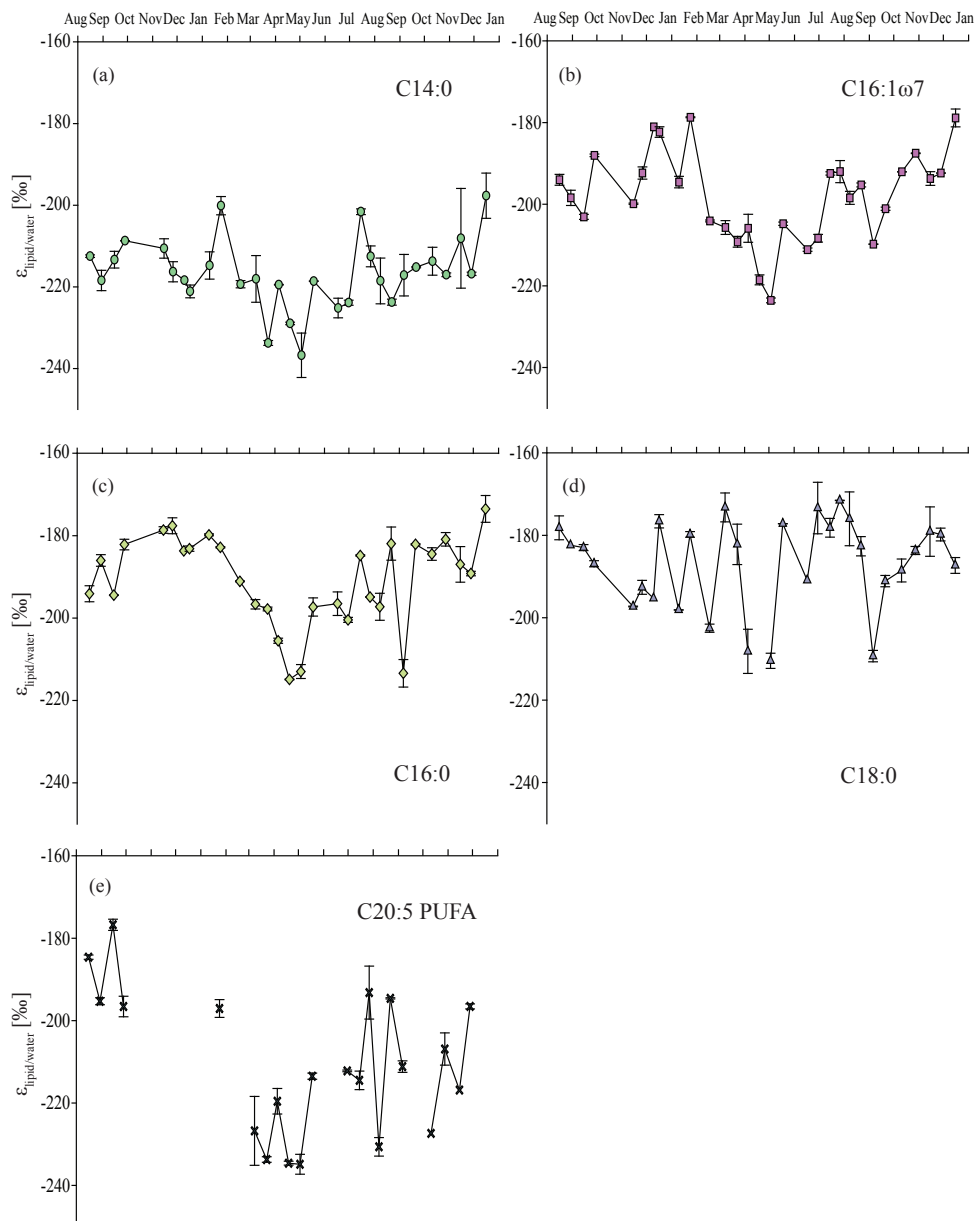 Aug Sep Oct Nov Dec Jan Feb Mar Apr May Jun Jul Aug Sep Oct Nov Dec Jan
Aug Sep Oct Nov Dec Jan Feb Mar Apr May Jun Jul Aug Sep Oct Nov Dec Jan
-160
(a)
C14:0
-180
-200
-220
-240
ε lipid/water [‰]
-160
(b)
C16:1ω7
-180
-200
-220
-240
-160
(c)
-180
-200
-220
C16:0
-240
ε lipid/water [‰]
-160
(d)
-180
-200
-220
C18:0
-240
-160
(e)
C20:5 PUFA
-180
-200
-220
-240
ε lipid/water [‰]